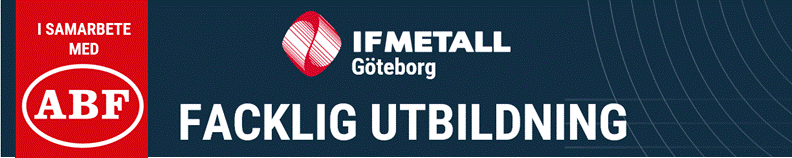 I SAMARBETE
MED
ABF
IFMETALL
Göteborg
FACKLIG UTBILDNING